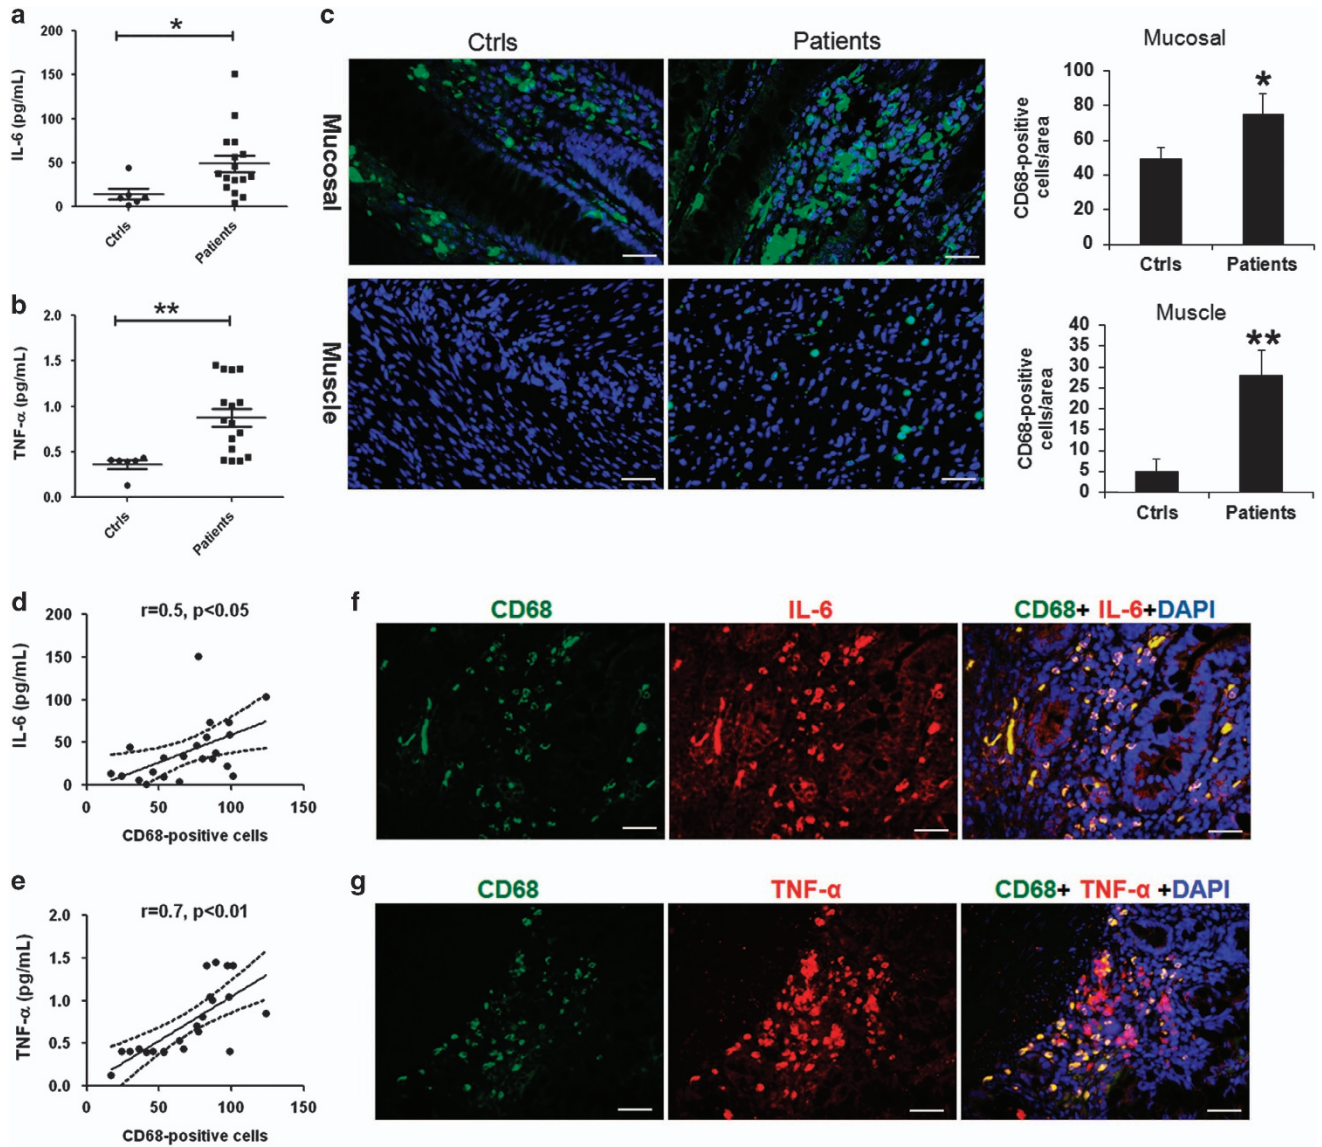 a
*
200
150
100
50
0
IL-6 (pg/mL)
Ctrls
Patients
b
**
2.0
1.5
1.0
0.5
0.0
TNF-α (pg/mL)
Ctrls
Patients
c
Ctrls
Patients
Mucosal
Muscle
Mucosal
100
80
60
40
20
0
CD68-positive
cells/area
*
Ctrls
Patients
Muscle
40
35
30
25
20
15
10
5
0
CD68-positive
cells/area
**
Ctrls
Patients
d
r=0.5, p<0.05
200
150
100
50
0
IL-6 (pg/mL)
0 50 100 150
CD68-positive cells
e
r=0.7, p<0.01
2.0
1.5
1.0
0.5
0.0
TNF-α (pg/mL)
0 50 100 150
CD68-positive cells
f
CD68
IL-6
CD68+ IL-6+DAPI
g
CD68
TNF-α
CD68+ TNF-α +DAPI